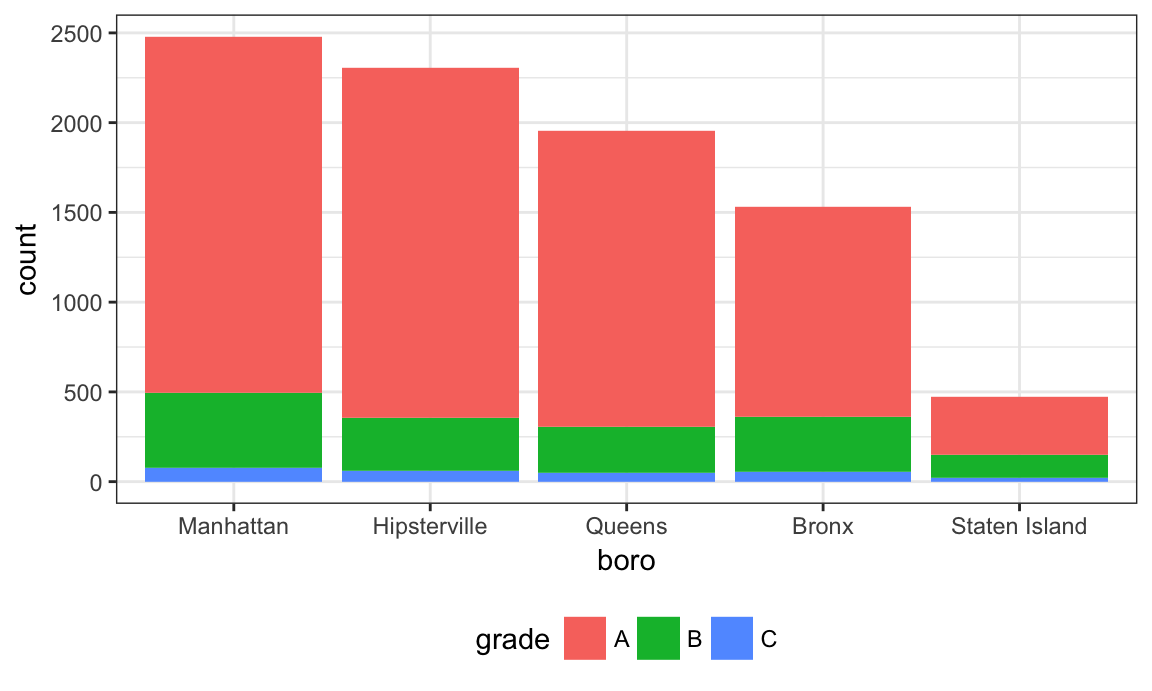 2500
2000
1500
1000
500
0
count
Manhattan Hipsterville Queens Bronx Staten Island
boro
grade A B C